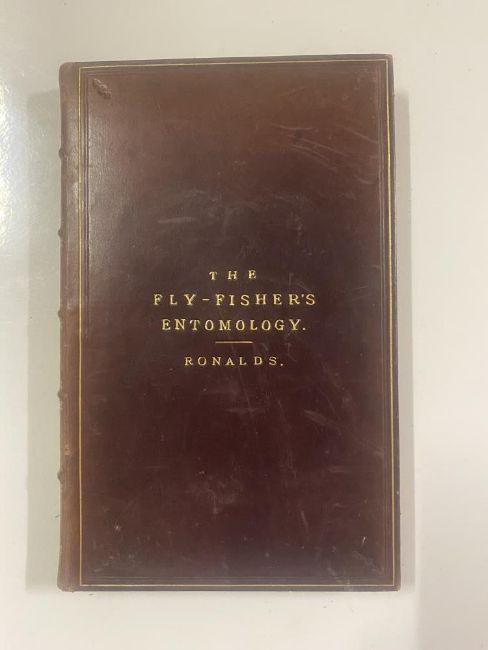 THE
FLY-FISHER'S
ENTOMOLOGY.
RONALDS.